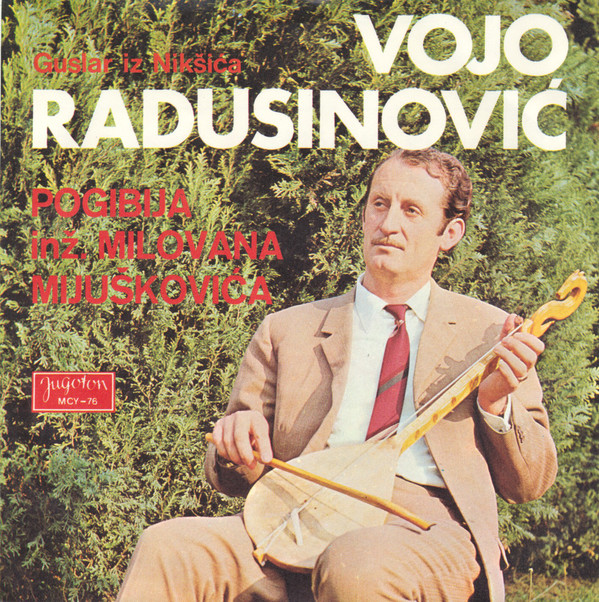 VOJO
Guslar iz Nikšića
RADUSINOVIĆ
POGIBIJA
inž. MILOVANA
MIJUŠKOVIĆA
Jugoton
MCY-76